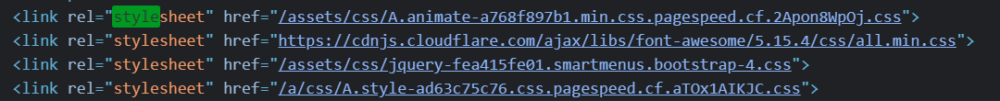 <link rel="stylesheet" href="/assets/css/A.animate-a768f897b1.min.css.pagespeed.cf.2Apon8WpOj.css">
<link rel="stylesheet" href="https://cdnjs.cloudflare.com/ajax/libs/font-awesome/5.15.4/css/all.min.css">
<link rel="stylesheet" href="/assets/css/jquery-fea415fe01.smartmenus.bootstrap-4.css">
<link rel="stylesheet" href="/a/css/A.style-ad63c75c76.css.pagespeed.cf.aTOx1AIKJC.css">